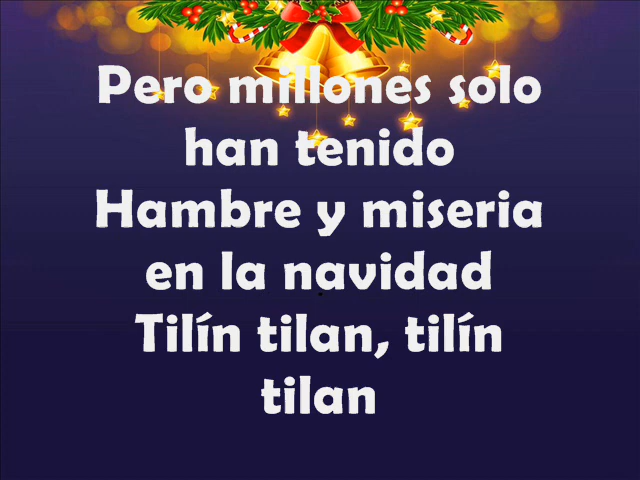 Pero millones solo
han tenido
Hambre y miseria
en la navidad
Tilín tilan, tilín
tilan